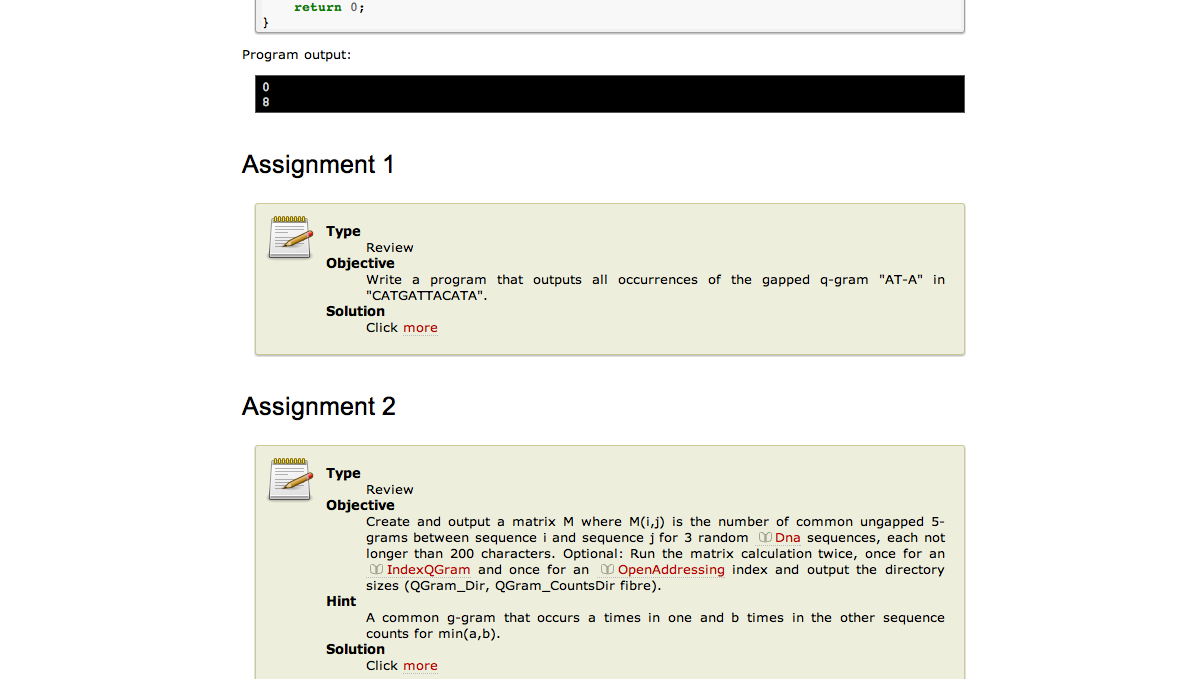 return 0;
}
Program output:
0
8
Assignment 1
Type
Review
Objective
Write a program that outputs all occurrences of the gapped q-gram "AT-A" in
"CATGATTACATA".
Solution
Click more
Assignment 2
Type
Review
Objective
Create and output a matrix M where M(i,j) is the number of common ungapped 5-
grams between sequence i and sequence j for 3 random Dna sequences, each not
longer than 200 characters. Optional: Run the matrix calculation twice, once for an
IndexQGram and once for an OpenAddressing index and output the directory
sizes (QGram_Dir, QGram_CountsDir fibre).
Hint
A common g-gram that occurs a times in one and b times in the other sequence
counts for min(a,b).
Solution
Click more